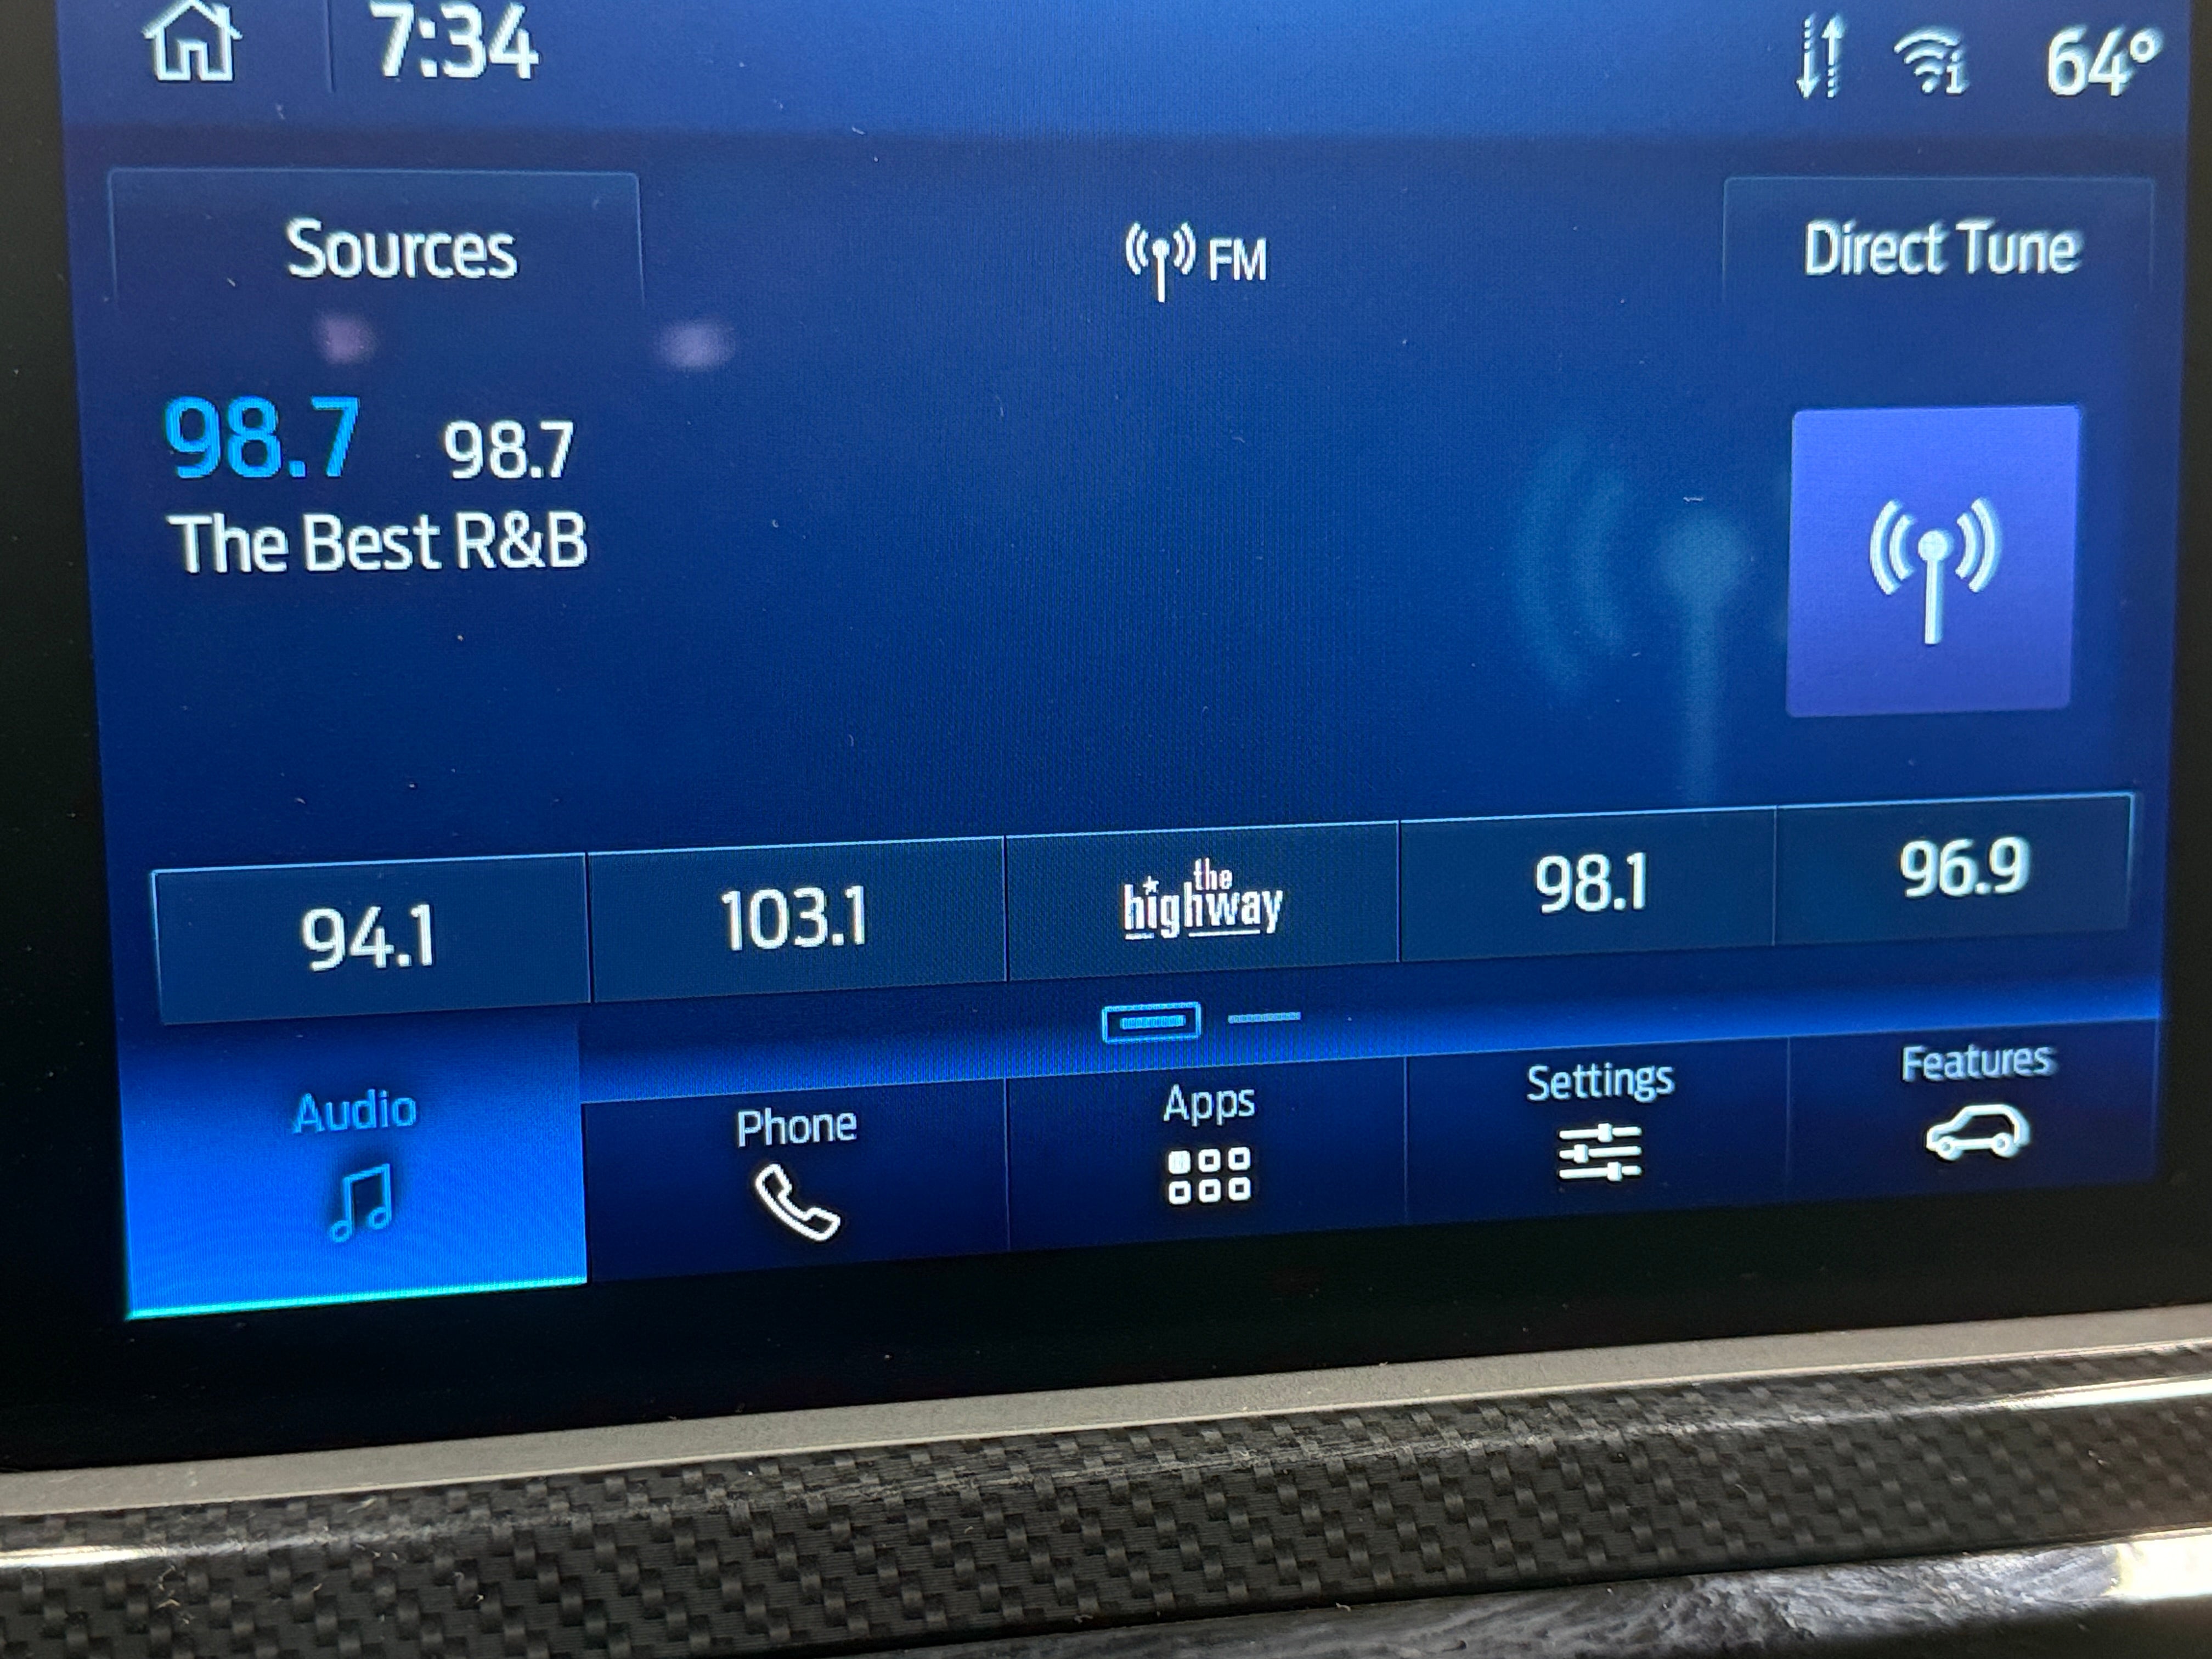 7:34
64°
Sources
FM
Direct Tune
98.7 98.7
The Best R&B
94.1
103.1
the
highway
98.1
96.9
Audio
Phone
Apps
Settings
Features